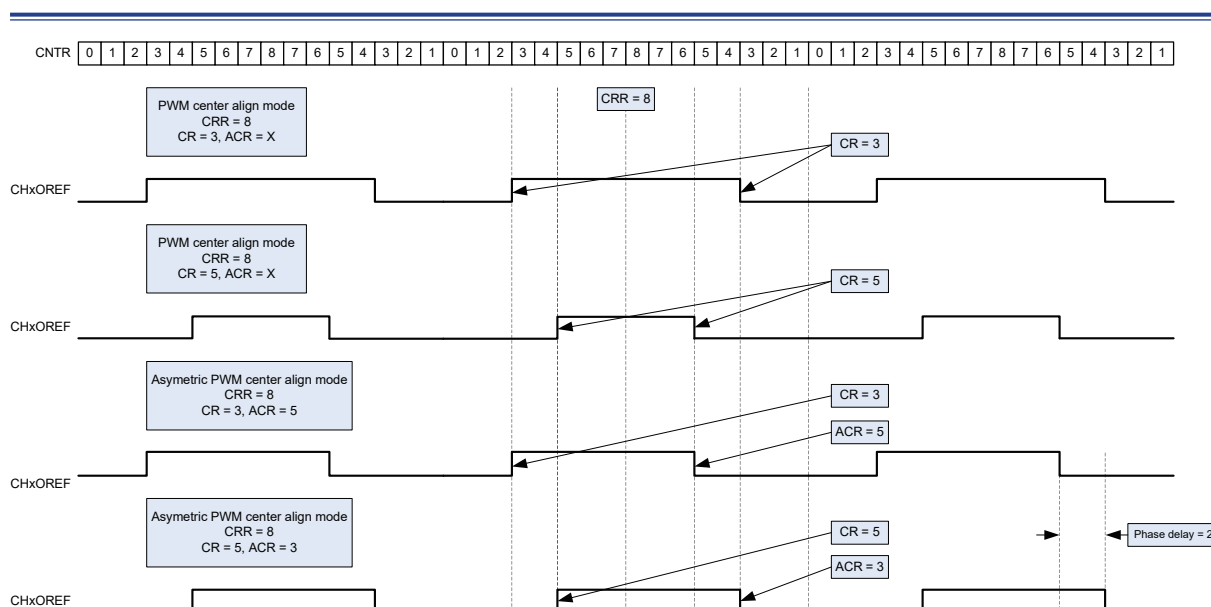 CNTR 0 1 2 3 4 5 6 7 8 7 6 5 4 3 2 1 0 1 2 3 4 5 6 7 8 7 6 5 4 3 2 1 0 1 2 3 4 5 6 7 8 7 6 5 4 3 2 1
PWM center align mode
CRR = 8
CR = 3, ACR = X
CRR = 8
CR = 3
CHxOREF
PWM center align mode
CRR = 8
CR = 5, ACR = X
CR = 5
CHxOREF
Asymetric PWM center align mode
CRR = 8
CR = 3, ACR = 5
CR = 3
ACR = 5
CHxOREF
Asymetric PWM center align mode
CRR = 8
CR = 5, ACR = 3
CR = 5
Phase delay = 2
ACR = 3
CHxOREF